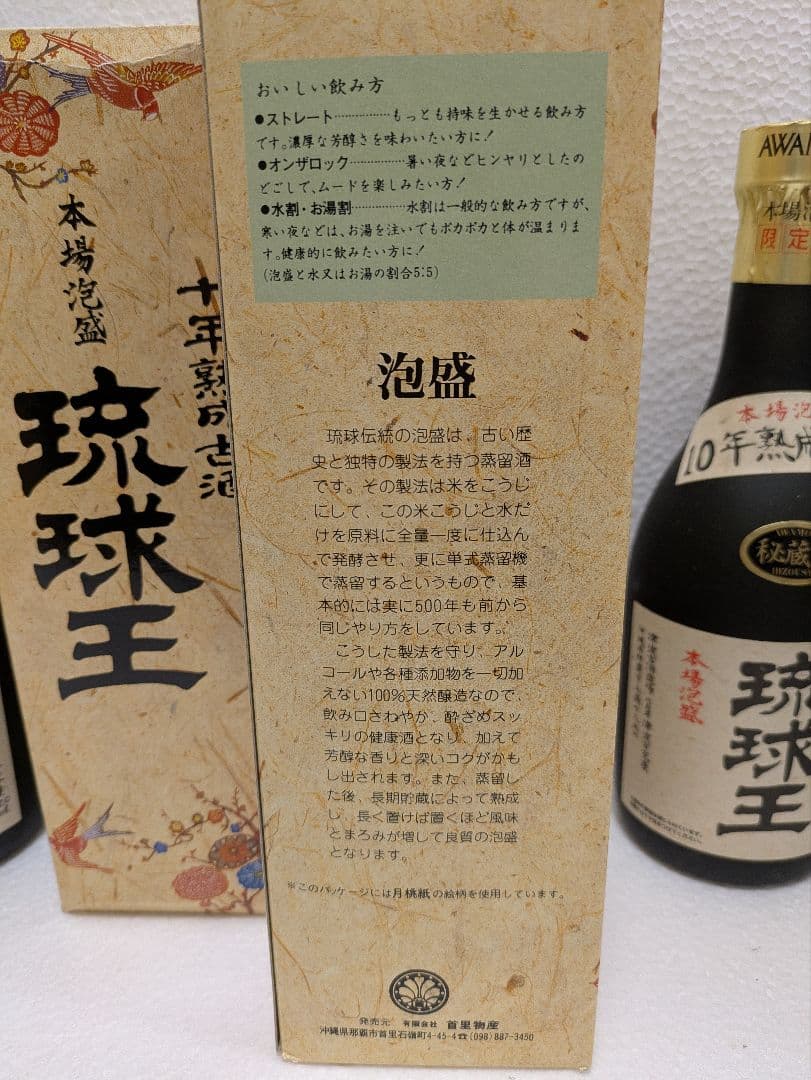 おいしい飲み方
●ストレート……………もっとも持味を生かせる飲み方
です。濃厚な芳醇さを味わいたい方に！
●オンザロック……………暑い夜などヒンヤリとしたの
どごしで、ムードを楽しみたい方！
●水割・お湯割……………水割は一般的な飲み方ですが、
寒い夜などは、お湯を注いでポカポカと体が温まりま
す。健康的に飲みたい方に！
(泡盛と水又はお湯の割合5:5)
泡盛
琉球伝統の泡盛は、古い歴
史と独特の製法を持つ蒸留酒
です。その製法は米をこうじ
にして、この米こうじと水だ
けを原料に全量一度に仕込ん
で発酵させ、更に単式蒸留機
で蒸留するというもので、基
本的には実に500年も前から
同じやり方をしています。
こうした製法を守り、アル
コールや各種添加物を一切加
えない100%天然醸造なので、
飲み口さわやか、酔ざめスッ
キリの健康酒となり、加えて
芳醇な香りと深いコクがかも
し出されます。また、蒸留し
た後、長期貯蔵によって熟成
し、長く置けば置くほど風味
とまろみが増して良質の泡盛
となります。
※このパッケージには月桃紙の絵柄を使用しています。
発売元 有限会社 首里物産
沖縄県那覇市首里石嶺町4-45-4☎(098)887-3450
十年熟成古酒
本場泡盛
琉球王
AWA
本場
限定
本場泡
10年熟成
秘蔵
本場泡盛
琉球王